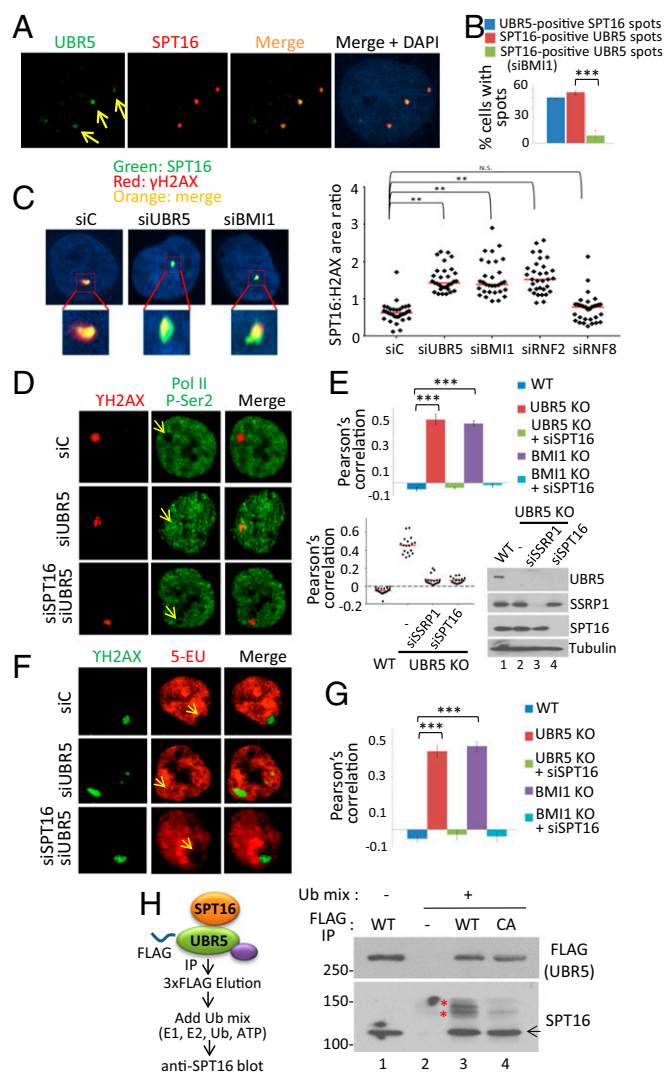 A
UBR5
SPT16
Merge
Merge + DAPI
B
UBR5-positive SPT16 spots
SPT16-positive UBR5 spots
SPT16-positive UBR5 spots
(siBMI1)
***
% cells with
spots
60
30
0
C
Green: SPT16
Red: γH2AX
Orange: merge
siC
siUBR5
siBMI1
SPT16:H2AX area ratio
4
3
2
1
0
N.S.
**
**
**
siC
siUBR5
siBMI1
siRNF2
siRNF8
D
YH2AX
Pol II
P-Ser2
Merge
siC
siUBR5
siSPT16
siUBR5
E
Pearson's
correlation
0.5
-0.1
***
***
WT
UBR5 KO
UBR5 KO
+ siSPT16
BMI1 KO
BMI1 KO
+ siSPT16
Pearson's
correlation
0.6
0.4
0.2
0
-0.2
-
siSSRP1
siSPT16
WT
UBR5 KO
UBR5 KO
WT
-
siSSRP1
siSPT16
UBR5
SSRP1
SPT16
Tubulin
1 2 3 4
F
YH2AX
5-EU
Merge
siC
siUBR5
siSPT16
siUBR5
G
Pearson's
correlation
0.5
-0.1
***
***
WT
UBR5 KO
UBR5 KO
+ siSPT16
BMI1 KO
BMI1 KO
+ siSPT16
H
SPT16
UBR5
FLAG
IP
3xFLAG Elution
Add Ub mix
(E1, E2, Ub, ATP)
anti-SPT16 blot
Ub mix : - +
FLAG
IP : WT - WT CA
250-
FLAG
(UBR5)
150-
*
*
100-
SPT16
1 2 3 4